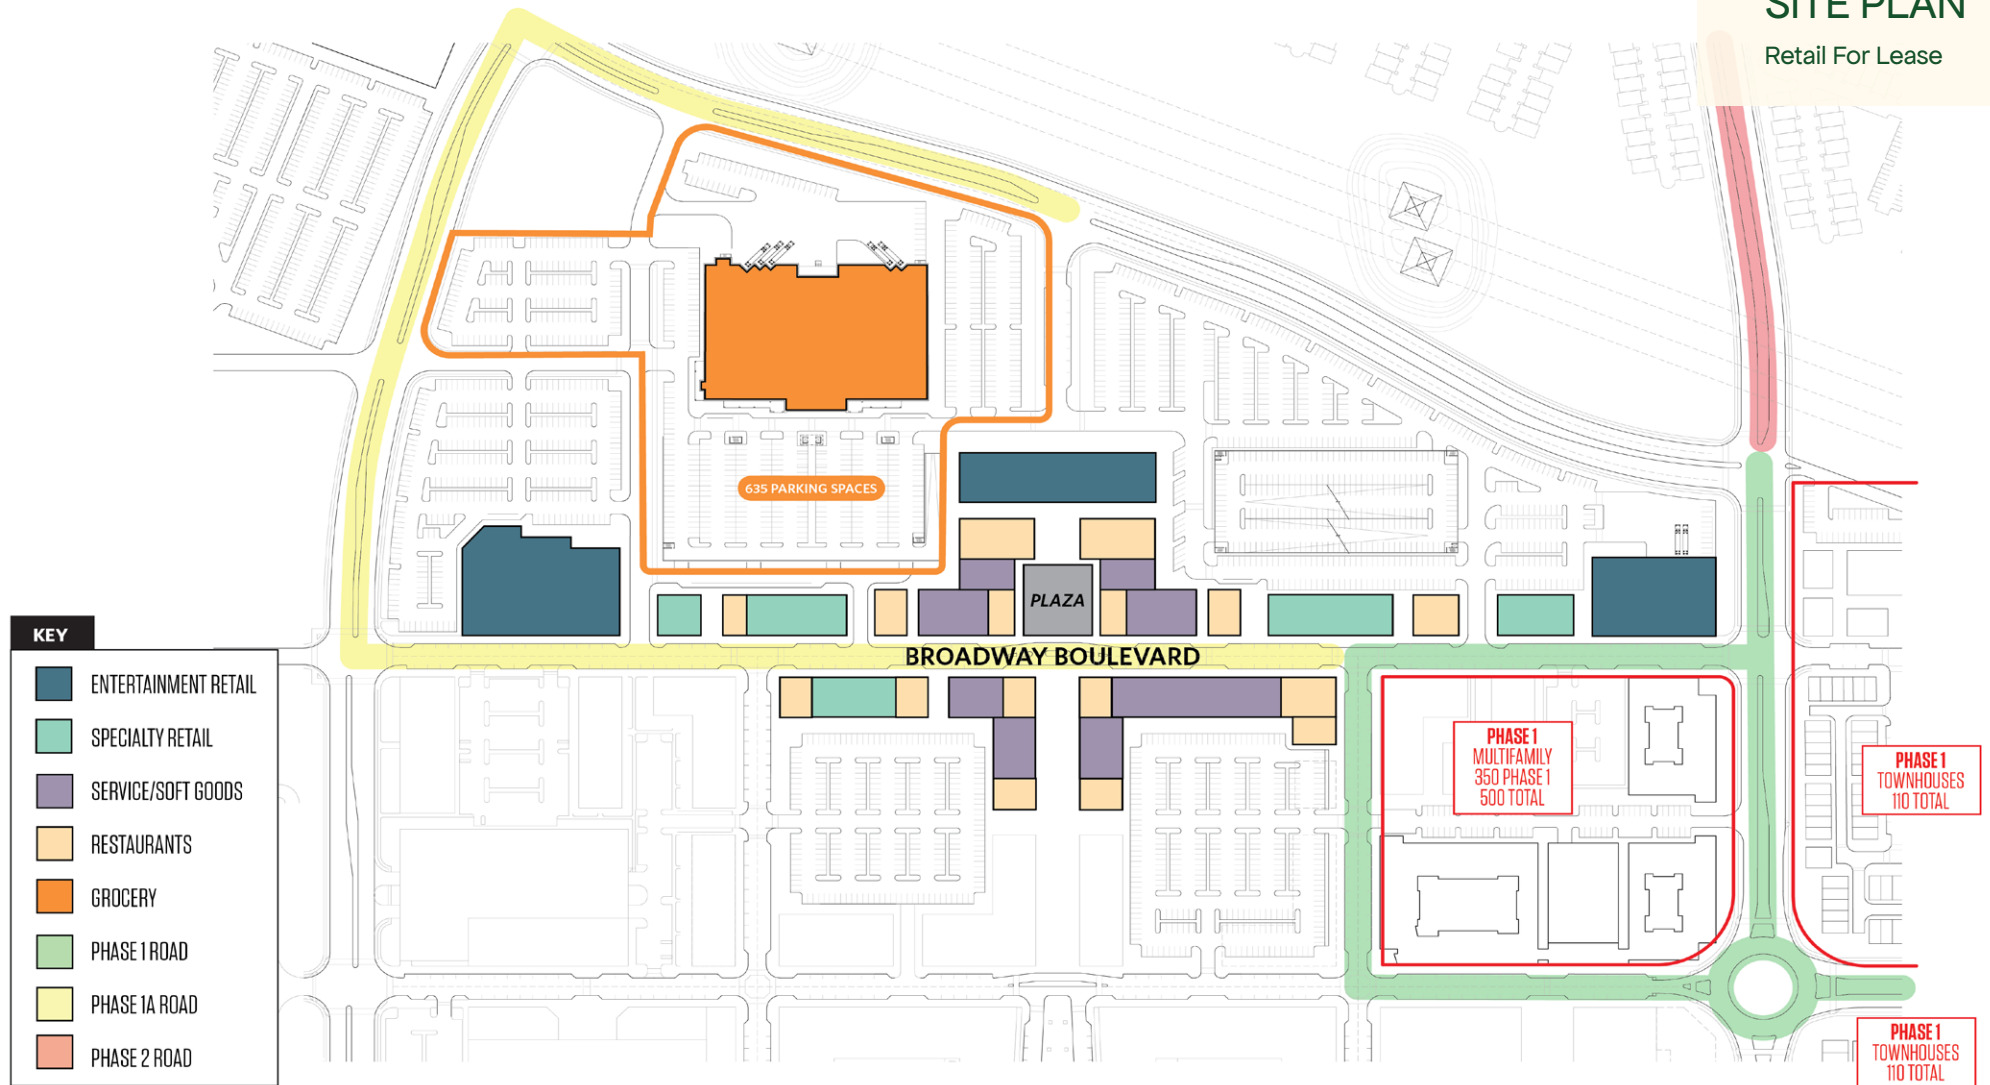 SITE PLAN
Retail For Lease
635 PARKING SPACES
PLAZA
BROADWAY BOULEVARD
KEY
ENTERTAINMENT RETAIL
SPECIALTY RETAIL
SERVICE/SOFT GOODS
RESTAURANTS
GROCERY
PHASE 1 ROAD
PHASE 1A ROAD
PHASE 2 ROAD
PHASE 1
MULTIFAMILY
350 PHASE 1
500 TOTAL
PHASE 1
TOWNHOUSES
110 TOTAL
PHASE 1
TOWNHOUSES
110 TOTAL